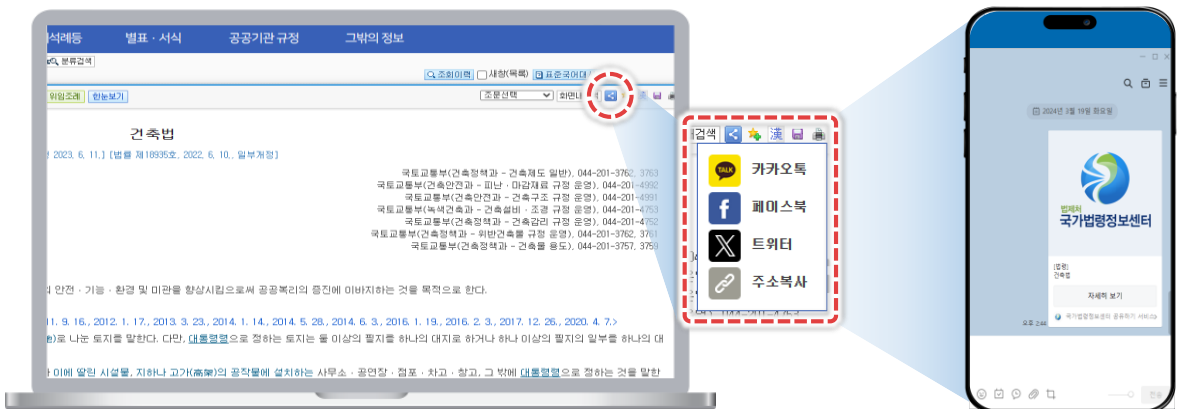 석례등 별표 · 서식 공공기관 규정 그밖의 정보
분류검색
조회이력 새창(목록) 표준국어대
위임조례 한눈보기
조문선택 화면내
건축법
2023. 6. 11.] [법률 제18935호, 2022. 6. 10., 일부개정]
국토교통부(건축정책과 - 건축제도 일반), 044-201-3762, 3763
국토교통부(건축안전과 - 피난 · 마감재료 규정 운영), 044-201-4992
국토교통부(건축안전과 - 건축구조 규정 운영), 044-201-4991
국토교통부(녹색건축과 - 건축설비 · 조경 규정 운영), 044-201-4753
국토교통부(건축정책과 - 건축감리 규정 운영), 044-201-4752
국토교통부(건축정책과 - 위반건축물 규정 운영), 044-201-3762, 3761
국토교통부(건축정책과 - 건축물 용도), 044-201-3757, 3759
안전 · 기능 · 환경 및 미관을 향상시킴으로써 공공복리의 증진에 이바지하는 것을 목적으로 한다.
11. 9. 16., 2012. 1. 17., 2013. 3. 23., 2014. 1. 14., 2014. 5. 28., 2014. 6. 3., 2016. 1. 19., 2016. 2. 3., 2017. 12. 26., 2020. 4. 7.>
로 나눈 토지를 말한다. 다만, 대통령령으로 정하는 토지는 둘 이상의 필지를 하나의 대지로 하거나 하나 이상의 필지의 일부를 하나의 대
이에 딸린 시설물, 지하나 고가(高架)의 공작물에 설치하는 사무소 · 공연장 · 점포 · 차고 · 창고, 그 밖에 대통령령으로 정하는 것을 말한
검색 漢
TALK 카카오톡
페이스북
트위터
주소복사
2024년 3월 19일 화요일
법제처
국가법령정보센터
[법령]
건축법
자세히 보기
국가법령정보센터 공유하기 서비스
오후 2:44
전송